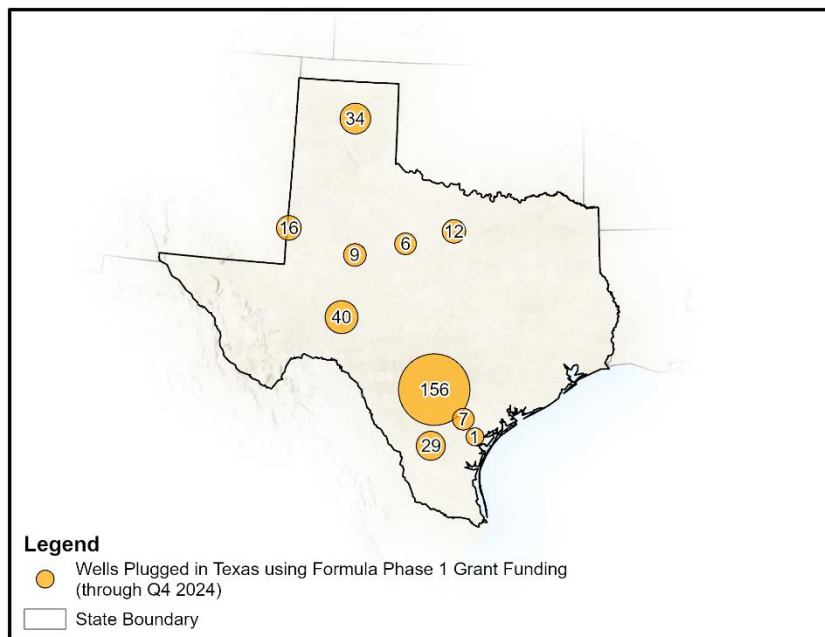 34
16
12
6
9
40
156
7
1
29
Legend
Wells Plugged in Texas using Formula Phase 1 Grant Funding
(through Q4 2024)
State Boundary